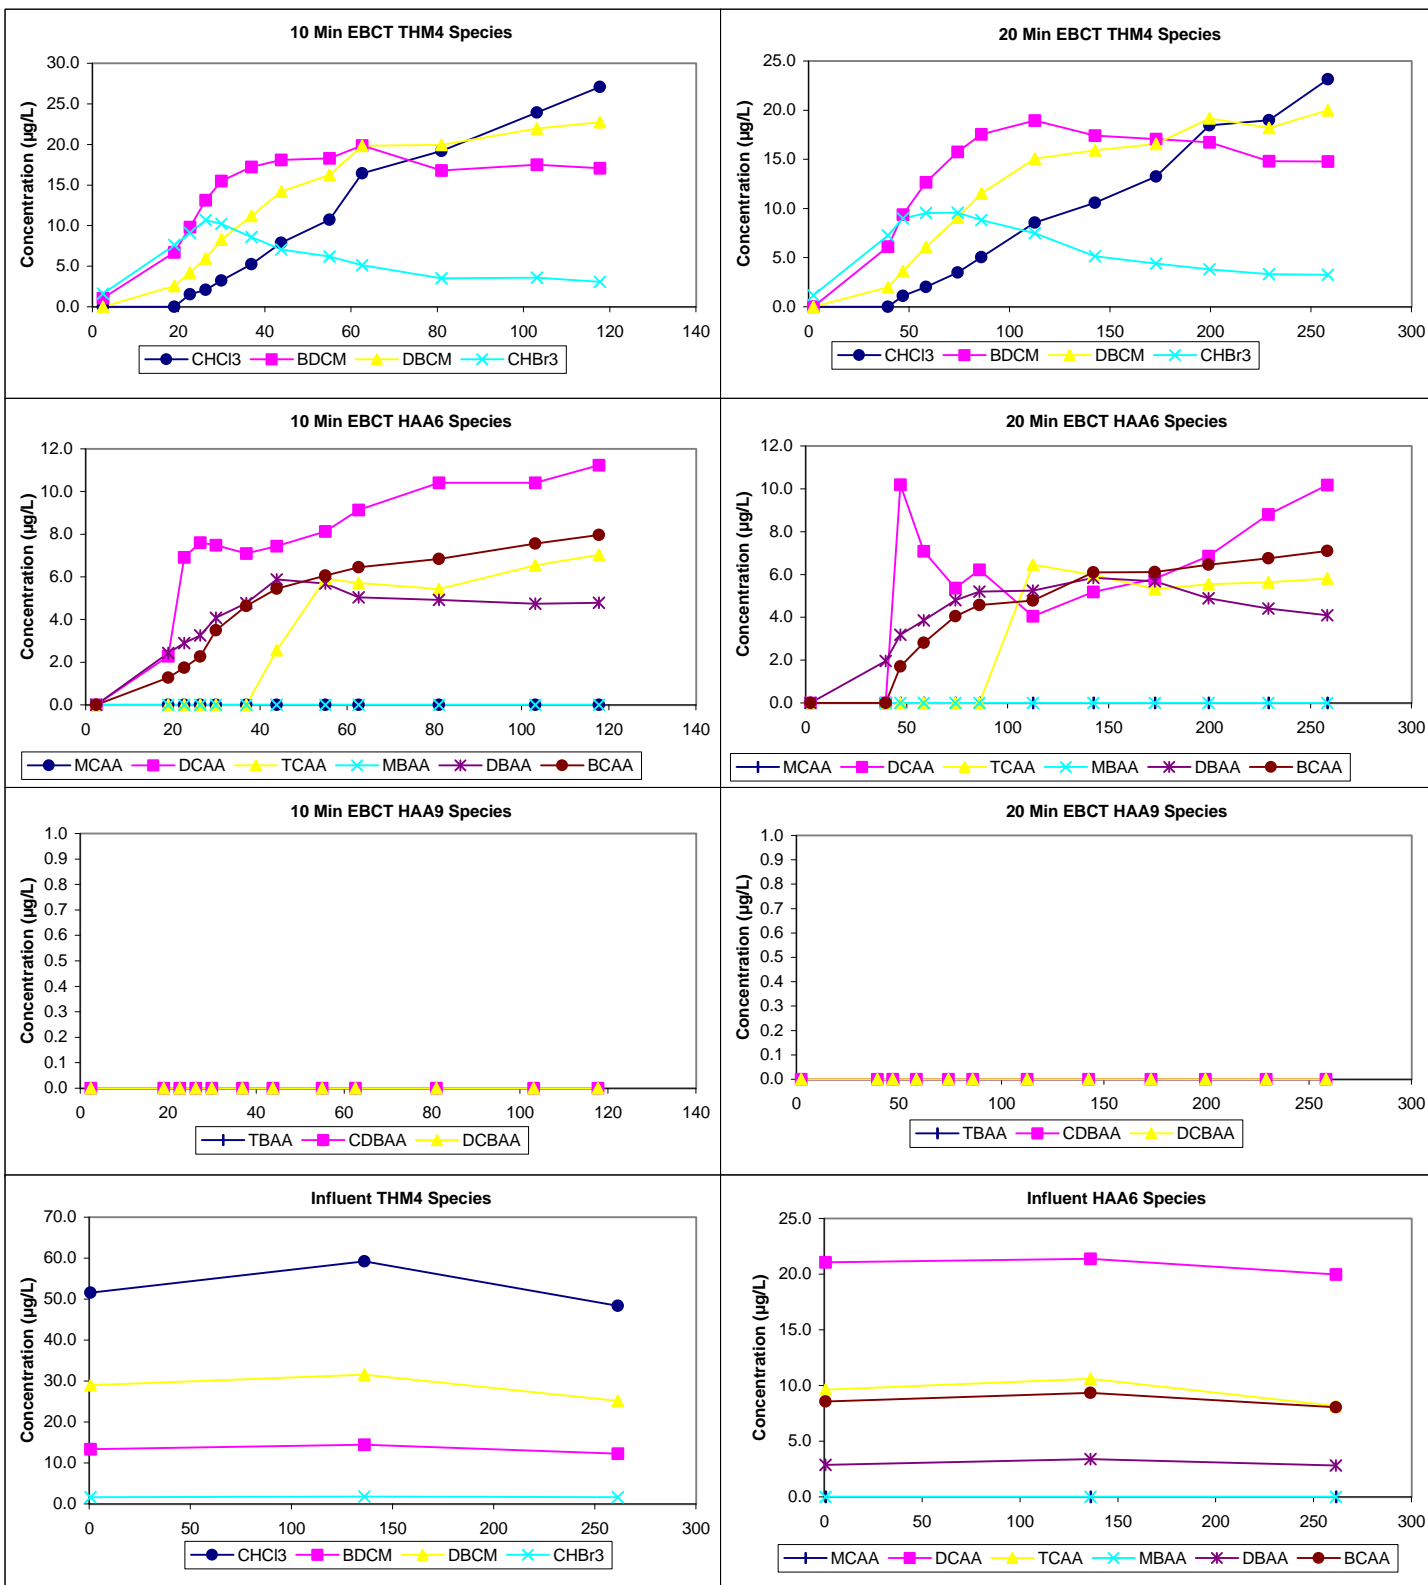 10 Min EBCT THM4 Species
Concentration (µg/L)
30.0
25.0
20.0
15.0
10.0
5.0
0.0
0 20 40 60 80 100 120 140
CHCl3 BDCM DBCM CHBr3
20 Min EBCT THM4 Species
Concentration (µg/L)
25.0
20.0
15.0
10.0
5.0
0.0
0 50 100 150 200 250 300
CHCl3 BDCM DBCM CHBr3
10 Min EBCT HAA6 Species
Concentration (µg/L)
12.0
10.0
8.0
6.0
4.0
2.0
0.0
0 20 40 60 80 100 120 140
MCAA DCAA TCAA MBAA DBAA BCAA
20 Min EBCT HAA6 Species
Concentration (µg/L)
12.0
10.0
8.0
6.0
4.0
2.0
0.0
0 50 100 150 200 250 300
MCAA DCAA TCAA MBAA DBAA BCAA
10 Min EBCT HAA9 Species
Concentration (µg/L)
1.0
0.9
0.8
0.7
0.6
0.5
0.4
0.3
0.2
0.1
0.0
0 20 40 60 80 100 120 140
TBAA CDBAA DCBAA
20 Min EBCT HAA9 Species
Concentration (µg/L)
1.0
0.9
0.8
0.7
0.6
0.5
0.4
0.3
0.2
0.1
0.0
0 50 100 150 200 250 300
TBAA CDBAA DCBAA
Influent THM4 Species
Concentration (µg/L)
70.0
60.0
50.0
40.0
30.0
20.0
10.0
0.0
0 50 100 150 200 250 300
CHCl3 BDCM DBCM CHBr3
Influent HAA6 Species
Concentration (µg/L)
25.0
20.0
15.0
10.0
5.0
0.0
0 50 100 150 200 250 300
MCAA DCAA TCAA MBAA DBAA BCAA